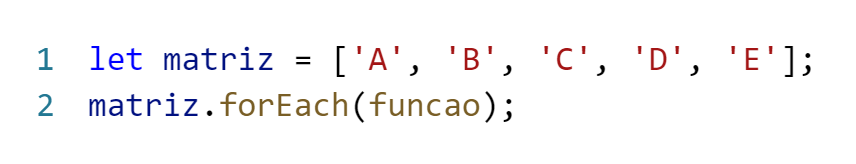 1 let matriz = ['A', 'B', 'C', 'D', 'E'];
2 matriz.forEach(funcao);